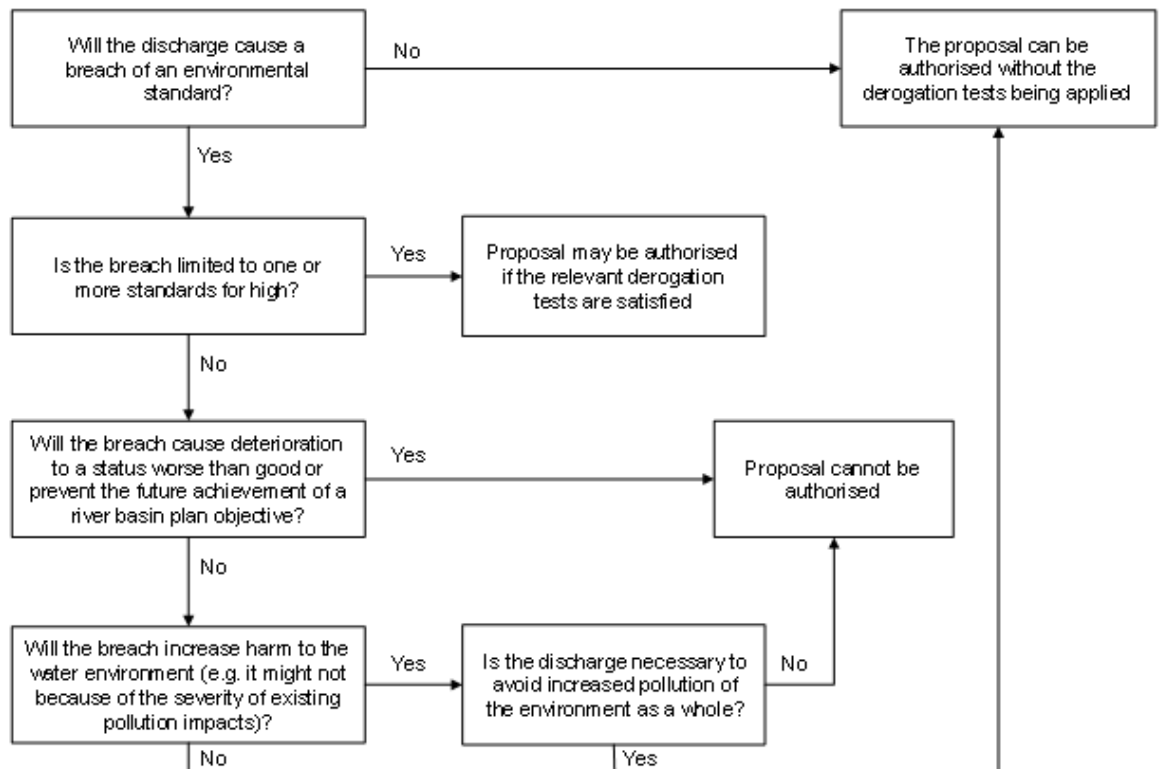 Will the discharge cause a
breach of an environmental
standard?
No
The proposal can be
authorised without the
derogation tests being applied
Yes
Is the breach limited to one or
more standards for high?
Yes
Proposal may be authorised
if the relevant derogation
tests are satisfied
No
Will the breach cause deterioration
to a status worse than good or
prevent the future achievement of a
river basin plan objective?
Yes
Proposal cannot be
authorised
No
Will the breach increase harm to the
water environment (e.g. it might not
because of the severity of existing
pollution impacts)?
Yes
Is the discharge necessary to
avoid increased pollution of
the environment as a whole?
No
No
Yes